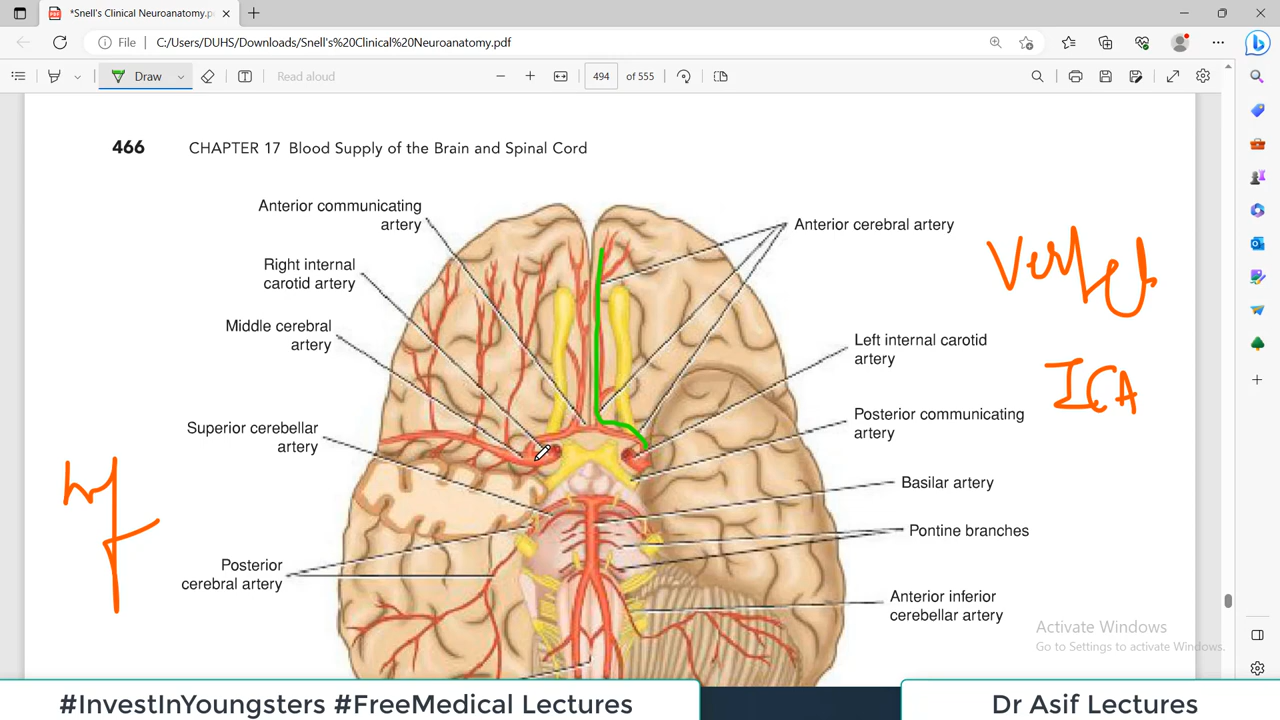 *Snell's Clinical Neuroanatomy.p
File
C:/Users/DUHS/Downloads/Snell's%20Clinical%20Neuroanatomy.pdf
Draw
Read aloud
494 of 555
466 CHAPTER 17 Blood Supply of the Brain and Spinal Cord
Anterior communicating
artery
Right internal
carotid artery
Middle cerebral
artery
Superior cerebellar
artery
Posterior
cerebral artery
Anterior cerebral artery
Left internal carotid
artery
Posterior communicating
artery
Basilar artery
Pontine branches
Anterior inferior
cerebellar artery
ICA
Activate Windows
Go to Settings to activate Windows.
#InvestInYoungsters #FreeMedical Lectures
Dr Asif Lectures